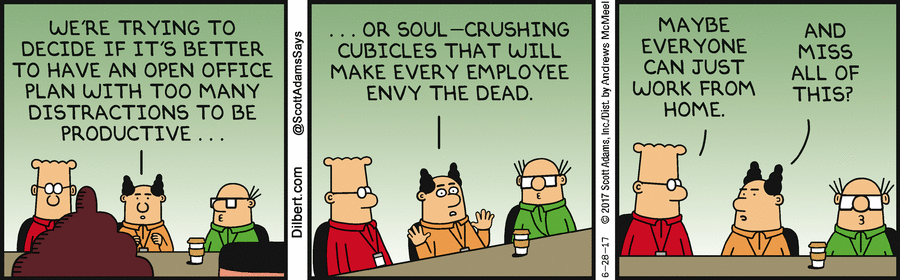 WE'RE TRYING TO
DECIDE IF IT'S BETTER
TO HAVE AN OPEN OFFICE
PLAN WITH TOO MANY
DISTRACTIONS TO BE
PRODUCTIVE . . .
Dilbert.com @ScottAdamsSays
. . . OR SOUL—CRUSHING
CUBICLES THAT WILL
MAKE EVERY EMPLOYEE
ENVY THE DEAD.
6-28-17 © 2017 Scott Adams, Inc./Dist. by Andrews McMeel
MAYBE
EVERYONE
CAN JUST
WORK FROM
HOME.
AND
MISS
ALL OF
THIS?